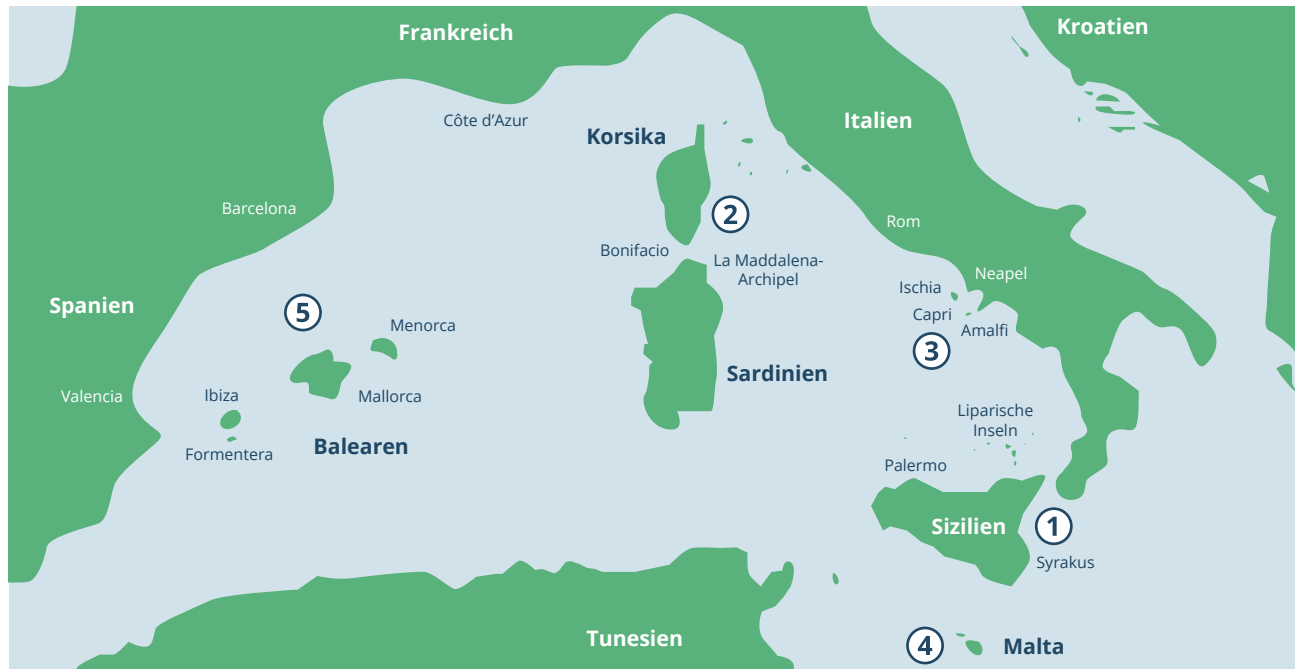 Frankreich
Kroatien
Côte d’Azur
Italien
Korsika
Barcelona
2
Rom
Bonifacio
La Maddalena-
Archipel
Neapel
Ischia
Spanien
5
Capri
Menorca
Amalfi
3
Sardinien
Valencia
Ibiza
Mallorca
Liparische
Inseln
Balearen
Formentera
Palermo
Sizilien
1
Syrakus
Tunesien
4
Malta